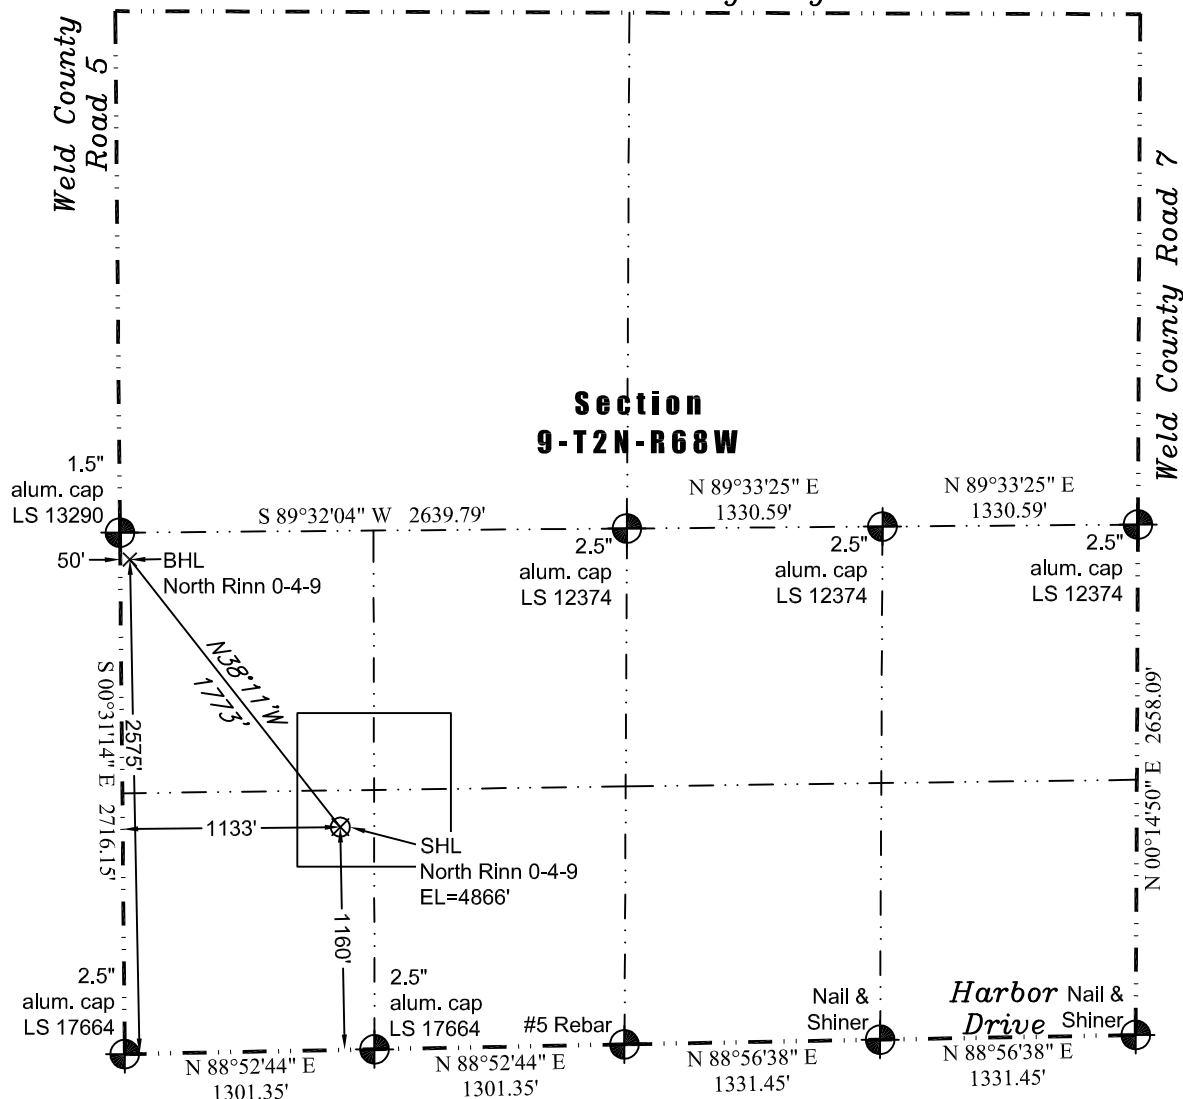 Weld County
Road 5
Weld County Road 7
Section
9-T2N-R68W
1.5"
alum. cap
LS 13290
S 89°32'04" W 2639.79'
N 89°33'25" E
1330.59'
N 89°33'25" E
1330.59'
2.5"
alum. cap
LS 12374
2.5"
alum. cap
LS 12374
2.5"
alum. cap
LS 12374
50'
BHL
North Rinn 0-4-9
N38°11'W
1773'
S 00°31'14" E 2716.15'
2575'
N 00°14'50" E 2658.09'
1133'
SHL
North Rinn 0-4-9
EL=4866'
1160'
2.5"
alum. cap
LS 17664
2.5"
alum. cap
LS 17664
#5 Rebar
Nail &
Shiner
Harbor
Drive
Nail &
Shiner
N 88°52'44" E
1301.35'
N 88°52'44" E
1301.35'
N 88°56'38" E
1331.45'
N 88°56'38" E
1331.45'